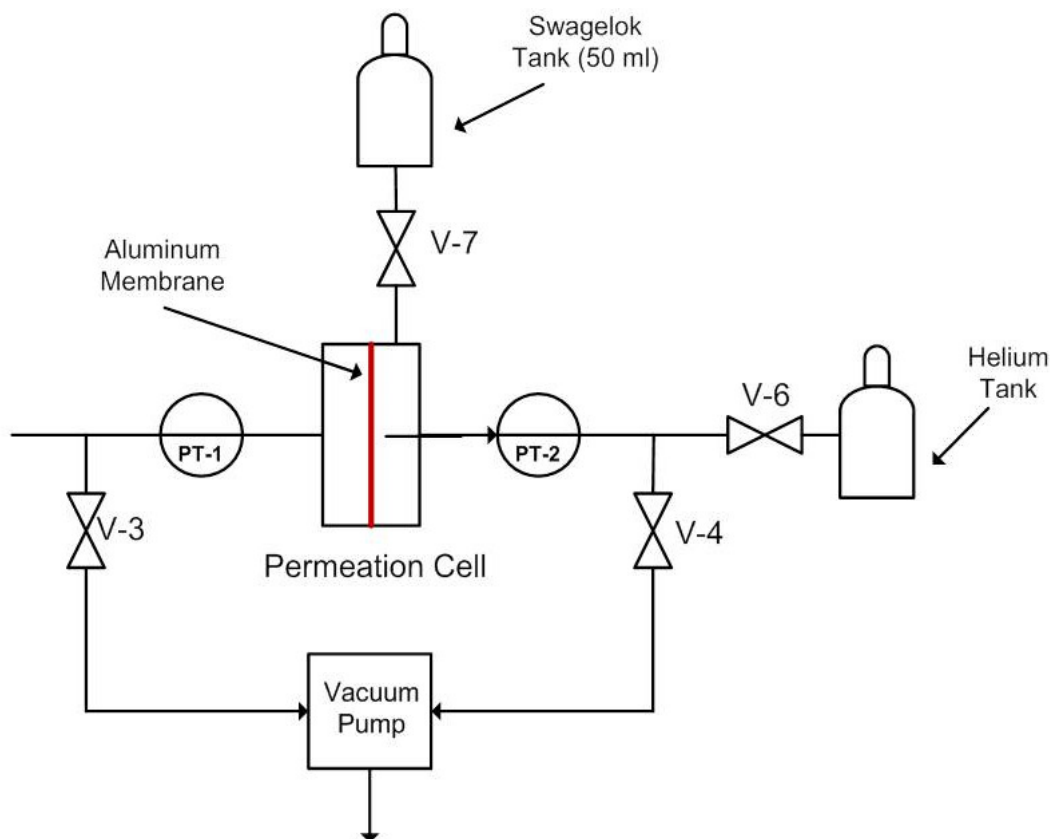 Swagelok
Tank (50 ml)
V-7
Aluminum
Membrane
Helium
Tank
V-6
PT-1
PT-2
V-3
V-4
Permeation Cell
Vacuum
Pump